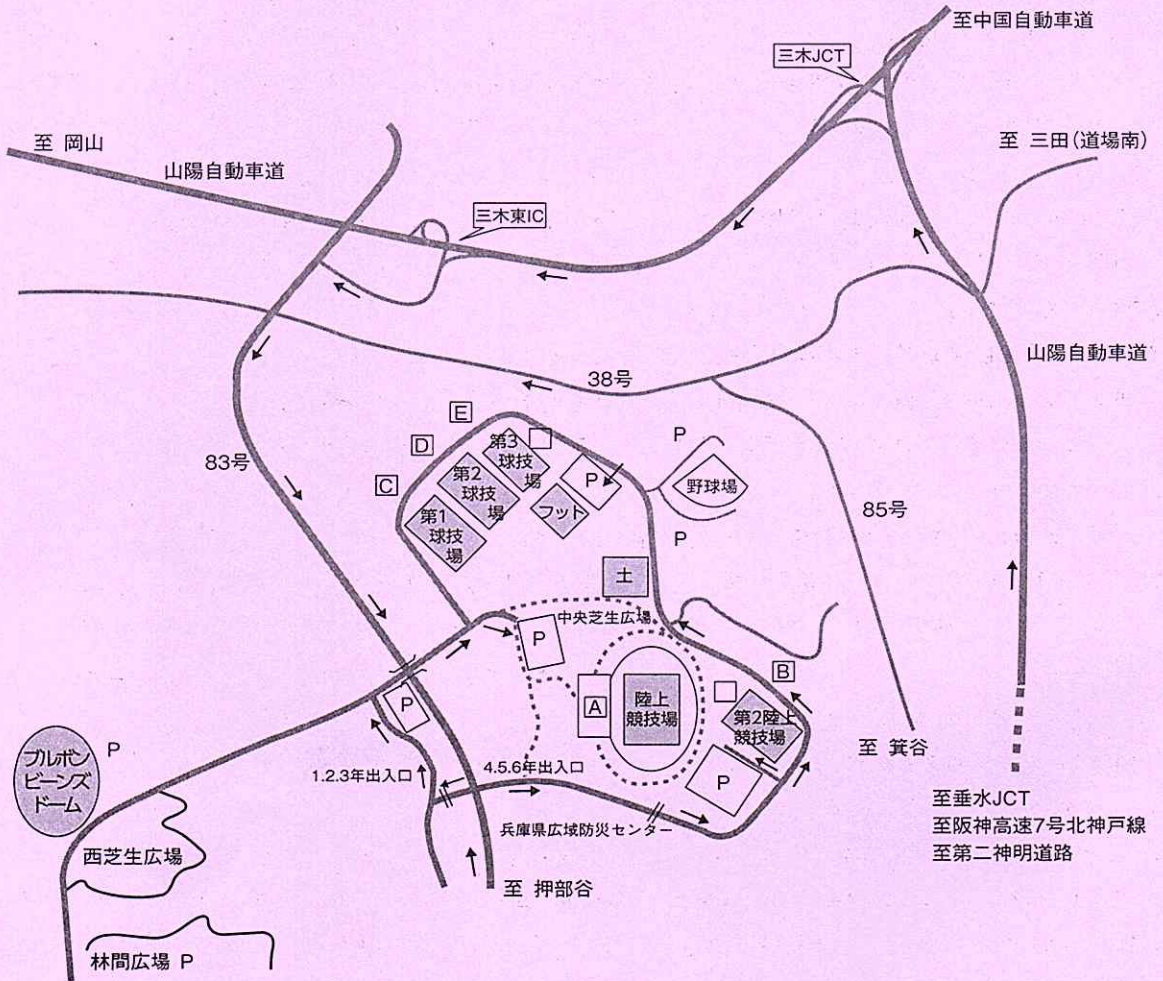 至中国自動車道
三木JCT
至 岡山
山陽自動車道
至 三田(道場南)
三木東IC
山陽自動車道
38号
83号
85号
E
D
C
第3
球技
場
第2
球技
場
第1
球技
場
P
フット
P
野球場
P
土
中央芝生広場
P
B
A
陸上
競技場
第2陸上
競技場
P
P
至 箕谷
ブルボン
ビーンズ
ドーム
P
1.2.3年出入口
4.5.6年出入口
兵庫県広域防災センター
至垂水JCT
至阪神高速7号北神戸線
至第二神明道路
西芝生広場
至 押部谷
林間広場 P